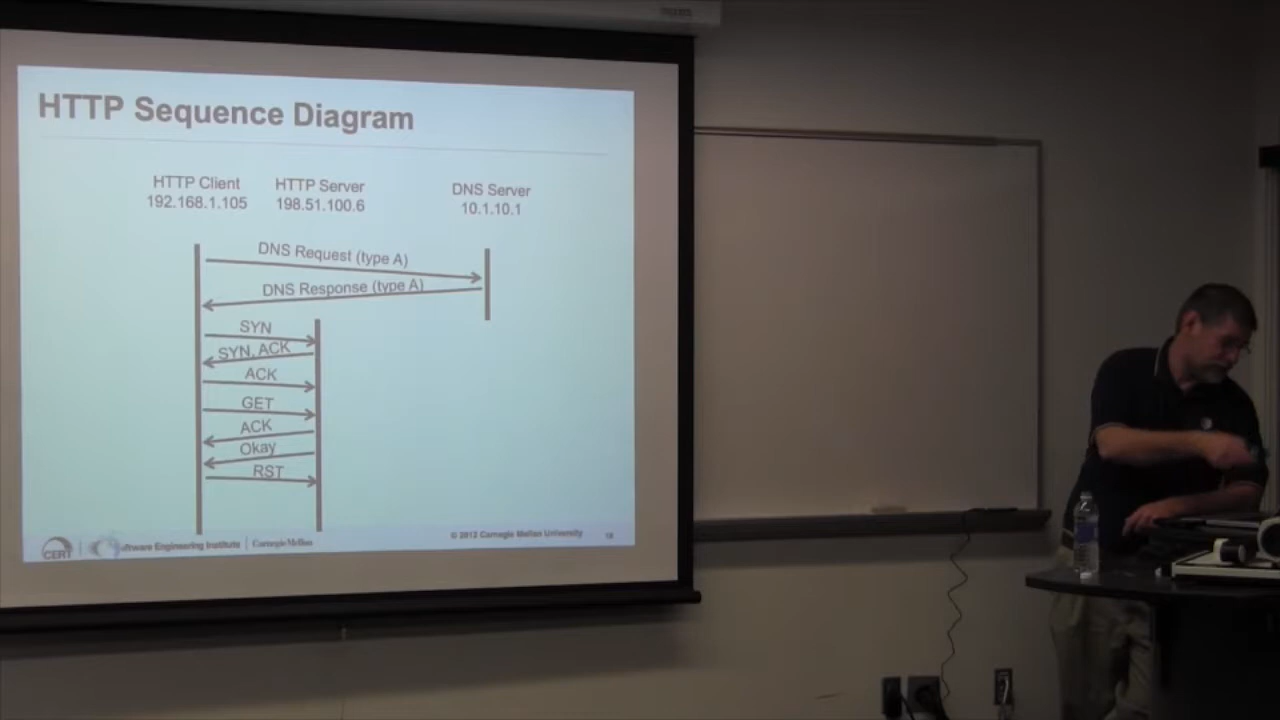 HTTP Sequence Diagram
HTTP Client
192.168.1.105
HTTP Server
198.51.100.6
DNS Server
10.1.10.1
DNS Request (type A)
DNS Response (type A)
SYN
SYN, ACK
ACK
GET
ACK
Okay
RST
CERT
Software Engineering Institute
Carnegie Mellon
© 2012 Carnegie Mellon University